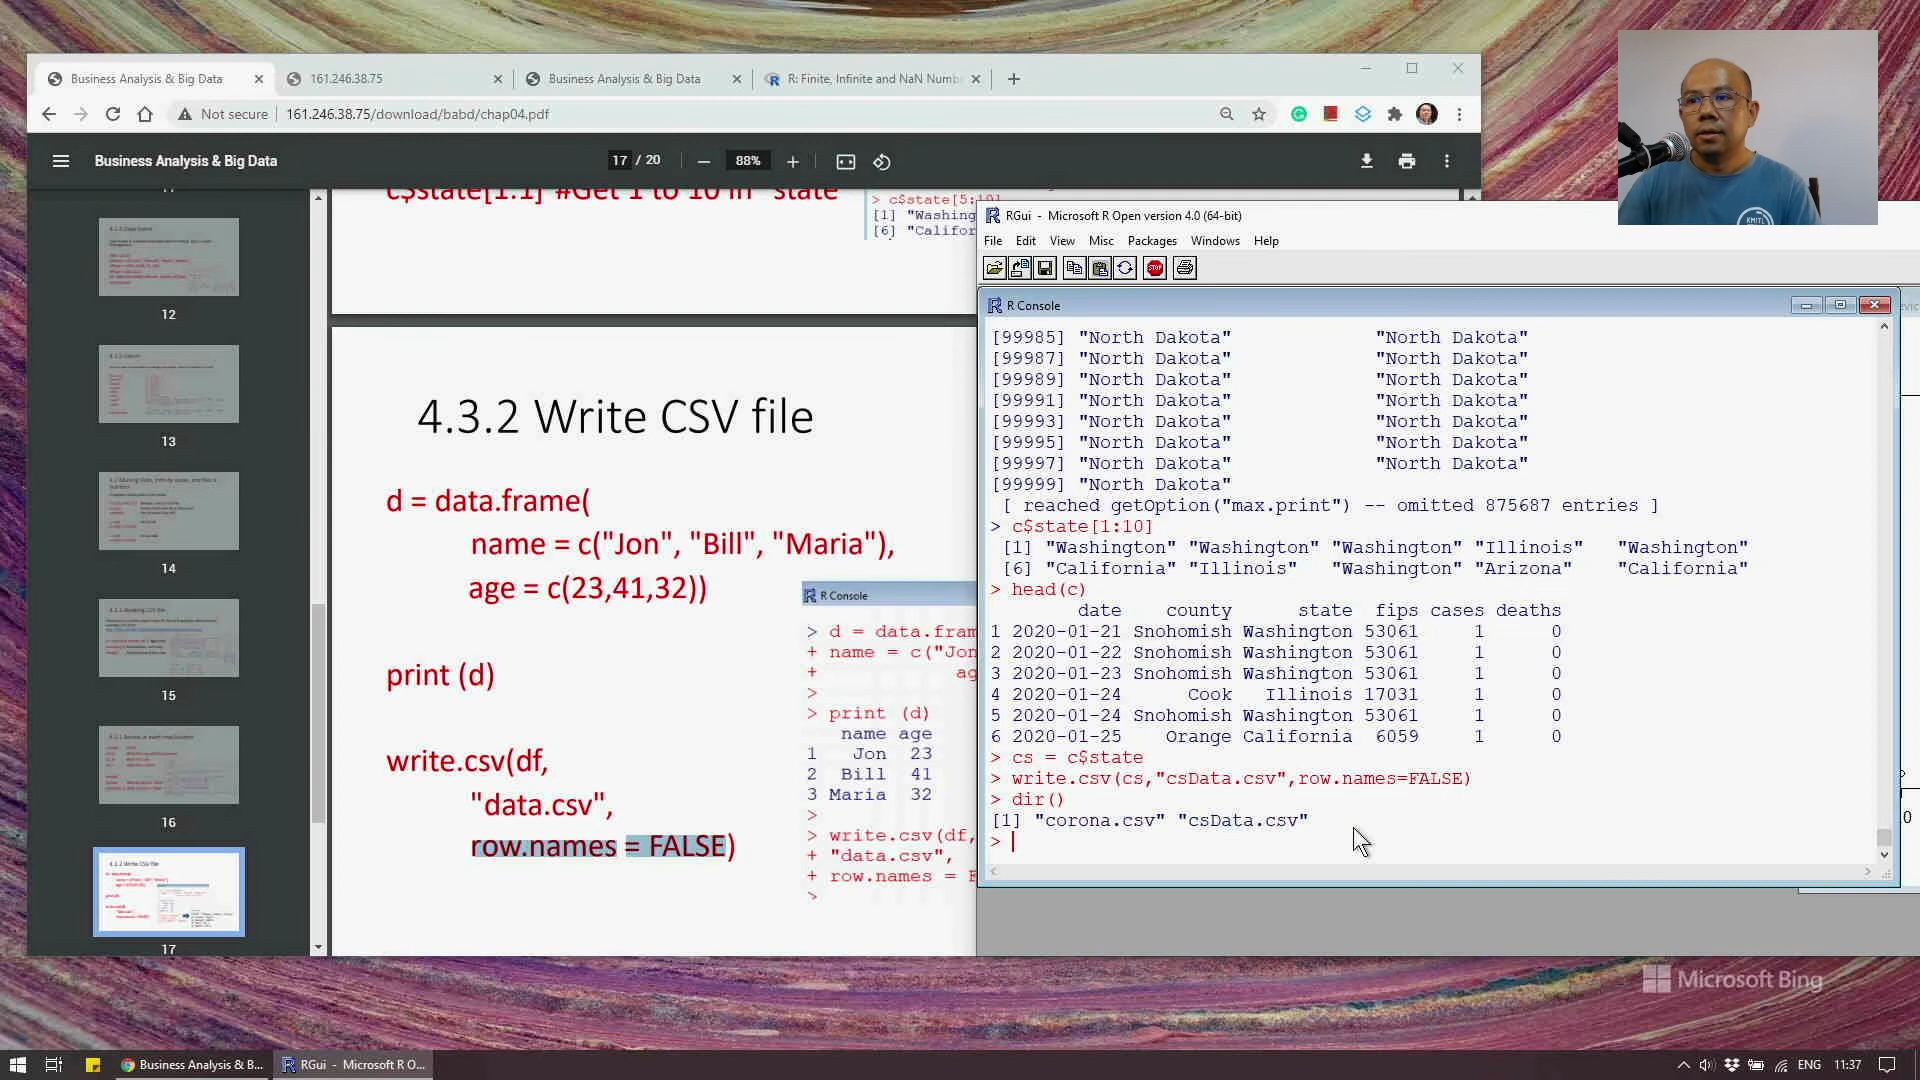 Business Analysis & Big Data
161.246.38.75
Business Analysis & Big Data
R: Finite, Infinite and NaN Numb
Not secure
161.246.38.75/download/babd/chap04.pdf
Business Analysis & Big Data
17 / 20
88%
12
13
14
15
16
17
c$state[1:1] #Get 1 to 10 in "state"
> c$state[5:10]
[1] "Washing
[6] "Califor
4.3.2 Write CSV file
d = data.frame(
name = c("Jon", "Bill", "Maria"),
age = c(23,41,32))
print (d)
write.csv(df,
"data.csv",
row.names = FALSE)
R Console
> d = data.fram
+ name = c("Jon
+ ag
>
> print (d)
name age
1 Jon 23
2 Bill 41
3 Maria 32
>
> write.csv(df,
+ "data.csv",
+ row.names = F
>
RGui - Microsoft R Open version 4.0 (64-bit)
File Edit View Misc Packages Windows Help
STOP
R Console
[99985] "North Dakota" "North Dakota"
[99987] "North Dakota" "North Dakota"
[99989] "North Dakota" "North Dakota"
[99991] "North Dakota" "North Dakota"
[99993] "North Dakota" "North Dakota"
[99995] "North Dakota" "North Dakota"
[99997] "North Dakota" "North Dakota"
[99999] "North Dakota"
[ reached getOption("max.print") -- omitted 875687 entries ]
> c$state[1:10]
[1] "Washington" "Washington" "Washington" "Illinois" "Washington"
[6] "California" "Illinois" "Washington" "Arizona" "California"
> head(c)
date county state fips cases deaths
1 2020-01-21 Snohomish Washington 53061 1 0
2 2020-01-22 Snohomish Washington 53061 1 0
3 2020-01-23 Snohomish Washington 53061 1 0
4 2020-01-24 Cook Illinois 17031 1 0
5 2020-01-24 Snohomish Washington 53061 1 0
6 2020-01-25 Orange California 6059 1 0
> cs = c$state
> write.csv(cs,"csData.csv",row.names=FALSE)
> dir()
[1] "corona.csv" "csData.csv"
>
KMITL
Microsoft Bing
Business Analysis & B...
RGui - Microsoft R O...
ENG
11:37